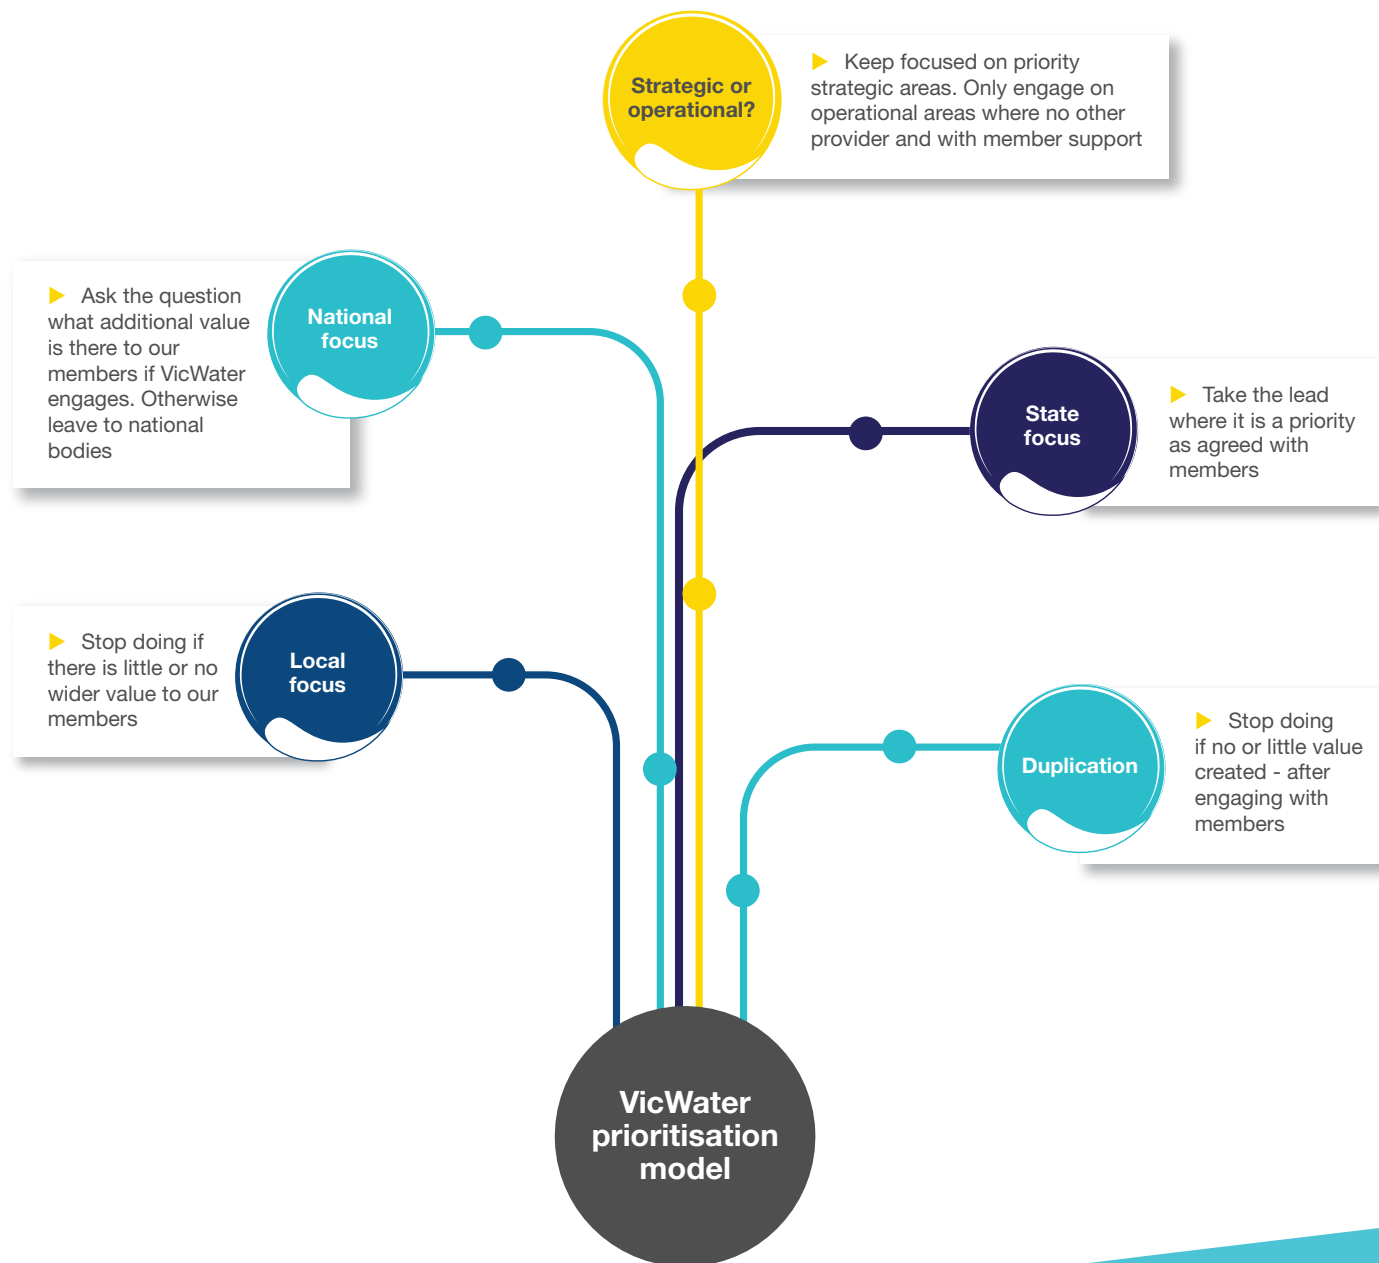 Strategic or
operational?
Keep focused on priority
strategic areas. Only engage on
operational areas where no other
provider and with member support
Ask the question
what additional value
is there to our
members if VicWater
engages. Otherwise
leave to national
bodies
National
focus
State
focus
Take the lead
where it is a priority
as agreed with
members
Stop doing if
there is little or no
wider value to our
members
Local
focus
Duplication
Stop doing
if no or little value
created - after
engaging with
members
VicWater
prioritisation
model